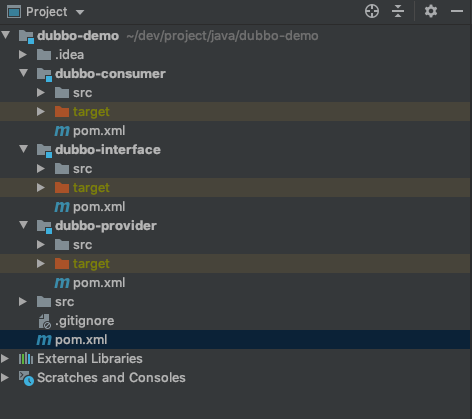 Project
dubbo-demo ~/dev/project/java/dubbo-demo
.idea
dubbo-consumer
src
target
pom.xml
dubbo-interface
src
target
pom.xml
dubbo-provider
src
target
pom.xml
src
.gitignore
pom.xml
External Libraries
Scratches and Consoles